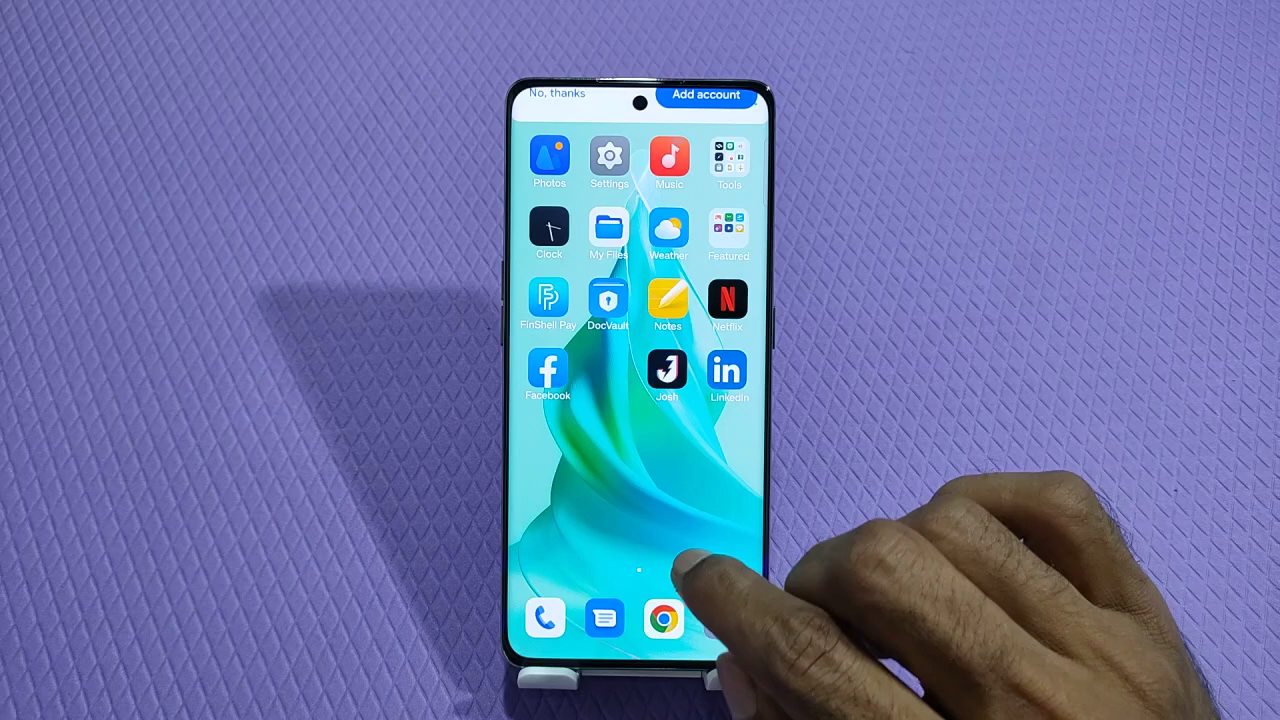 No, thanks
Add account
Photos
Settings
Music
Tools
Clock
My Files
Weather
Featured
FinShell Pay
DocVault
Notes
N
Netflix
f
in
Facebook
Josh
LinkedIn